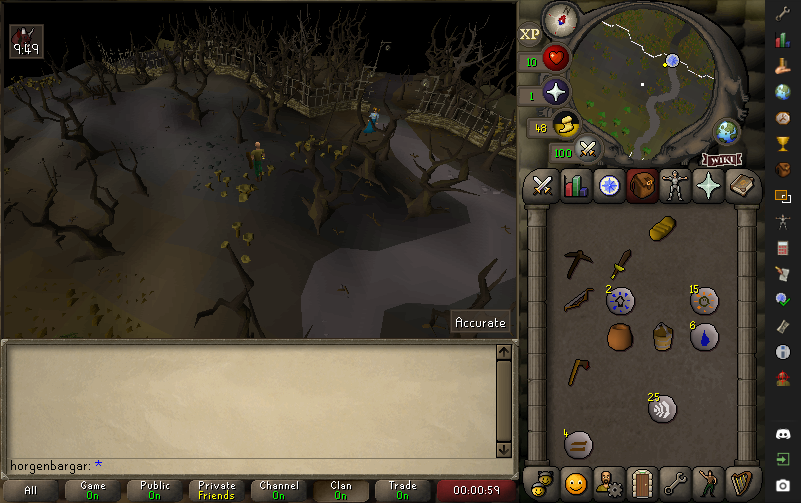 9:49
XP
10
1
48
100
WIKI
2
15
6
25
4
Accurate
horgenbargar: *
All
Game
On
Public
On
Private
Friends
Channel
On
Clan
On
Trade
On
00:00:59